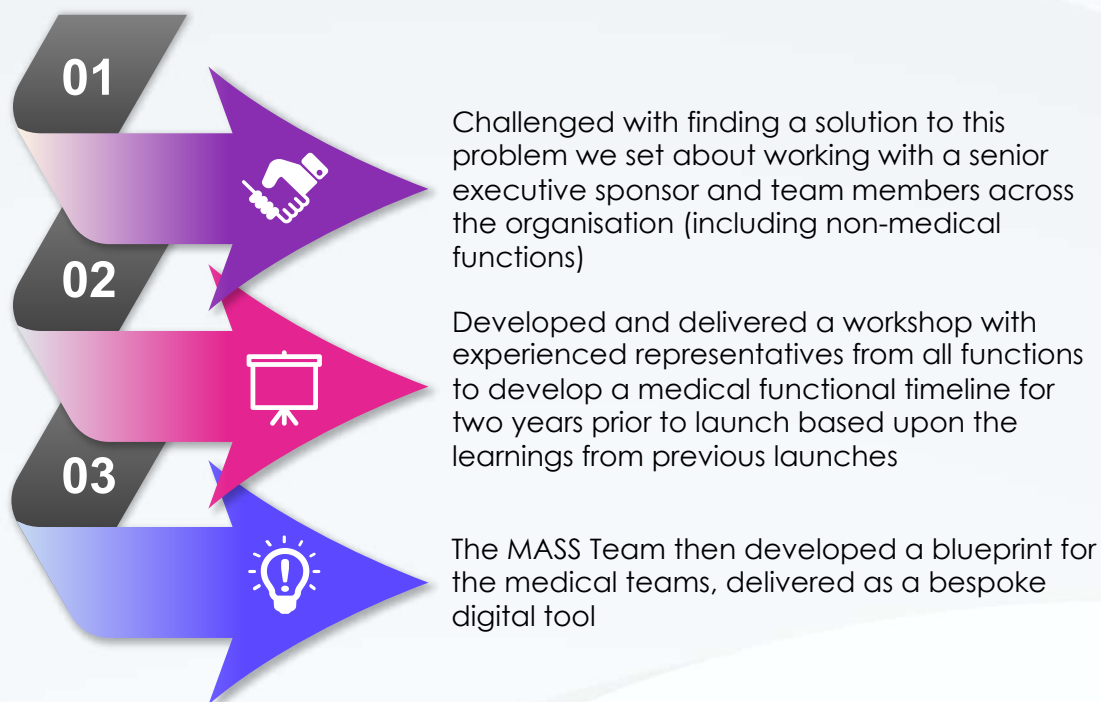 01
Challenged with finding a solution to this
problem we set about working with a senior
executive sponsor and team members across
the organisation (including non-medical
functions)
02
Developed and delivered a workshop with
experienced representatives from all functions
to develop a medical functional timeline for
two years prior to launch based upon the
learnings from previous launches
03
The MASS Team then developed a blueprint for
the medical teams, delivered as a bespoke
digital tool